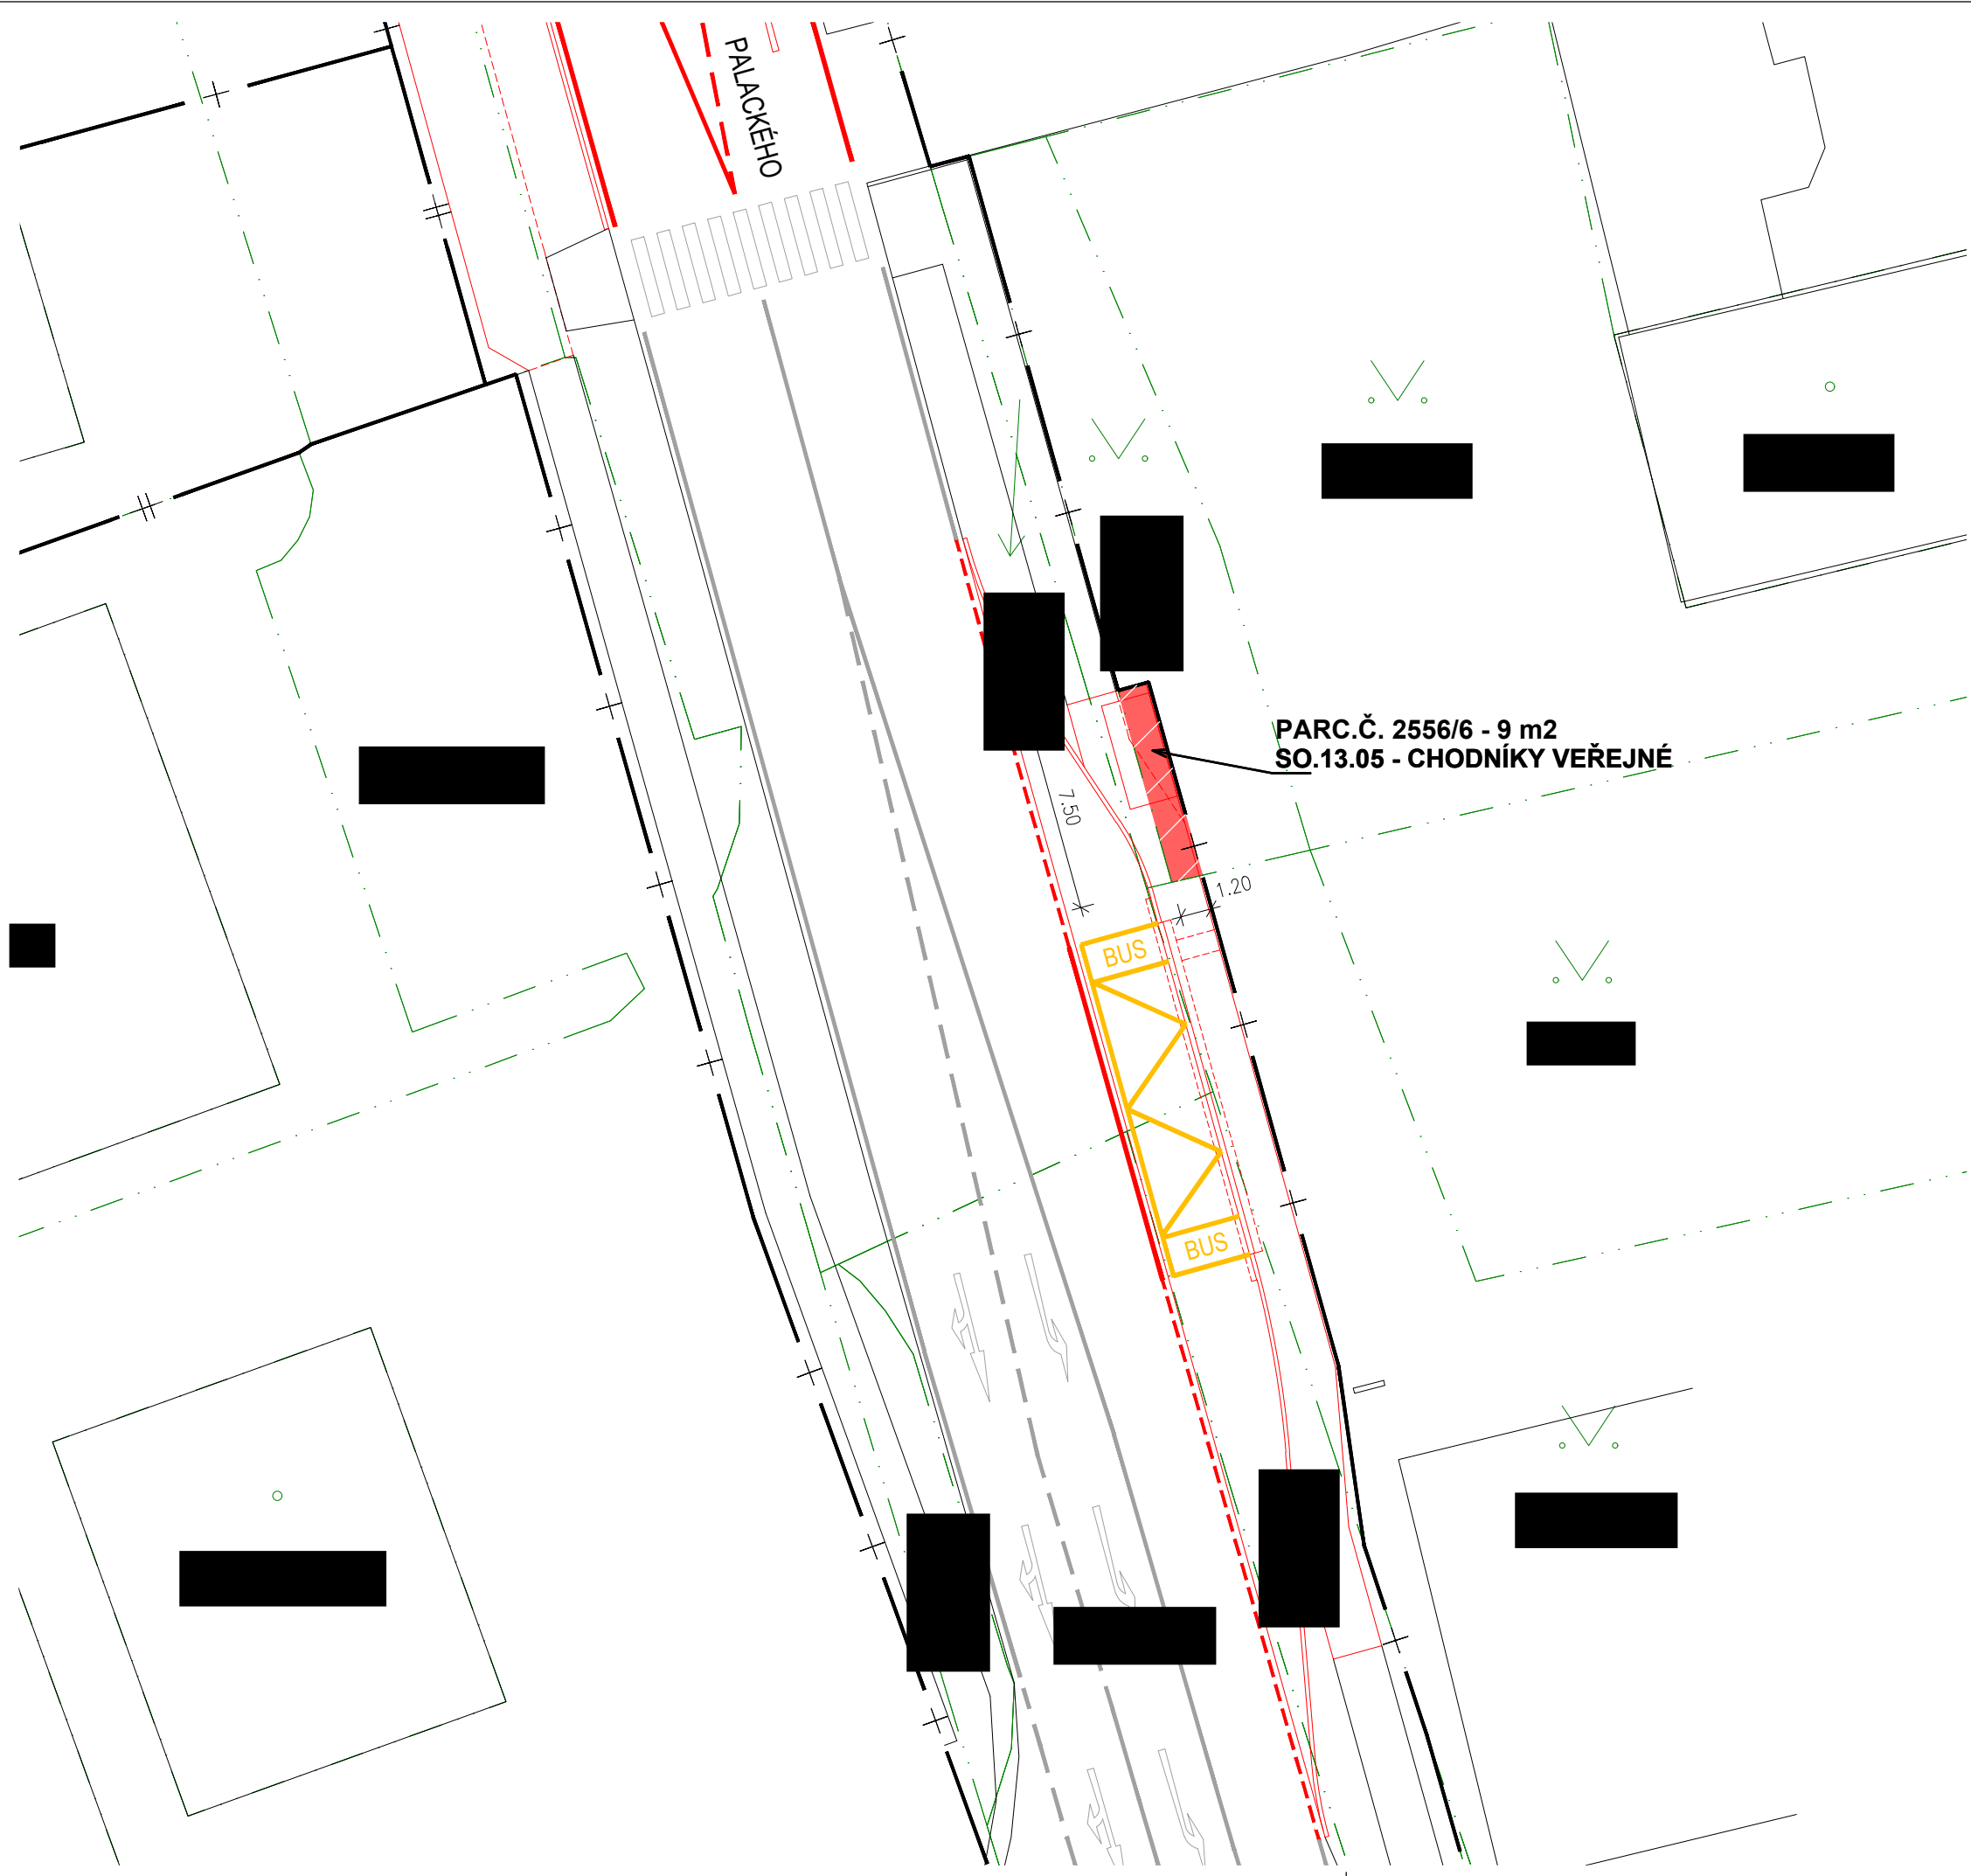 PALACKÉHO
PARC.Č. 2556/6 - 9 m2
SO.13.05 - CHODNÍKY VEŘEJNÉ
7.50
1.20
BUS
BUS